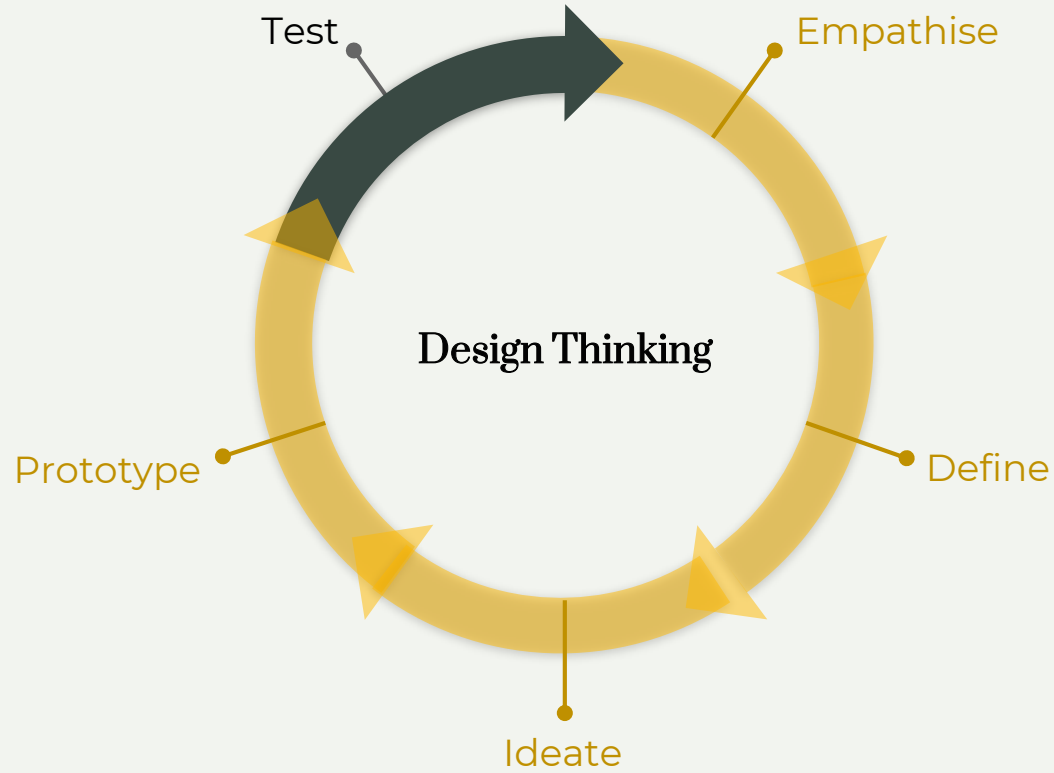 Test
Empathise
Design Thinking
Prototype
Define
Ideate